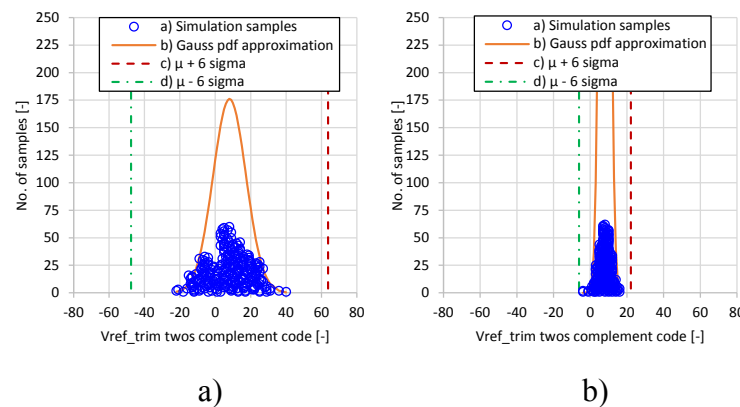 250
225
200
175
150
125
100
75
50
25
0
No. of samples [-]
a) Simulation samples
b) Gauss pdf approximation
c) µ + 6 sigma
d) µ - 6 sigma
-80 -60 -40 -20 0 20 40 60 80
Vref_trim twos complement code [-]
a)
250
225
200
175
150
125
100
75
50
25
0
No. of samples [-]
a) Simulation samples
b) Gauss pdf approximation
c) µ + 6 sigma
d) µ - 6 sigma
-80 -60 -40 -20 0 20 40 60 80
Vref_trim twos complement code [-]
b)